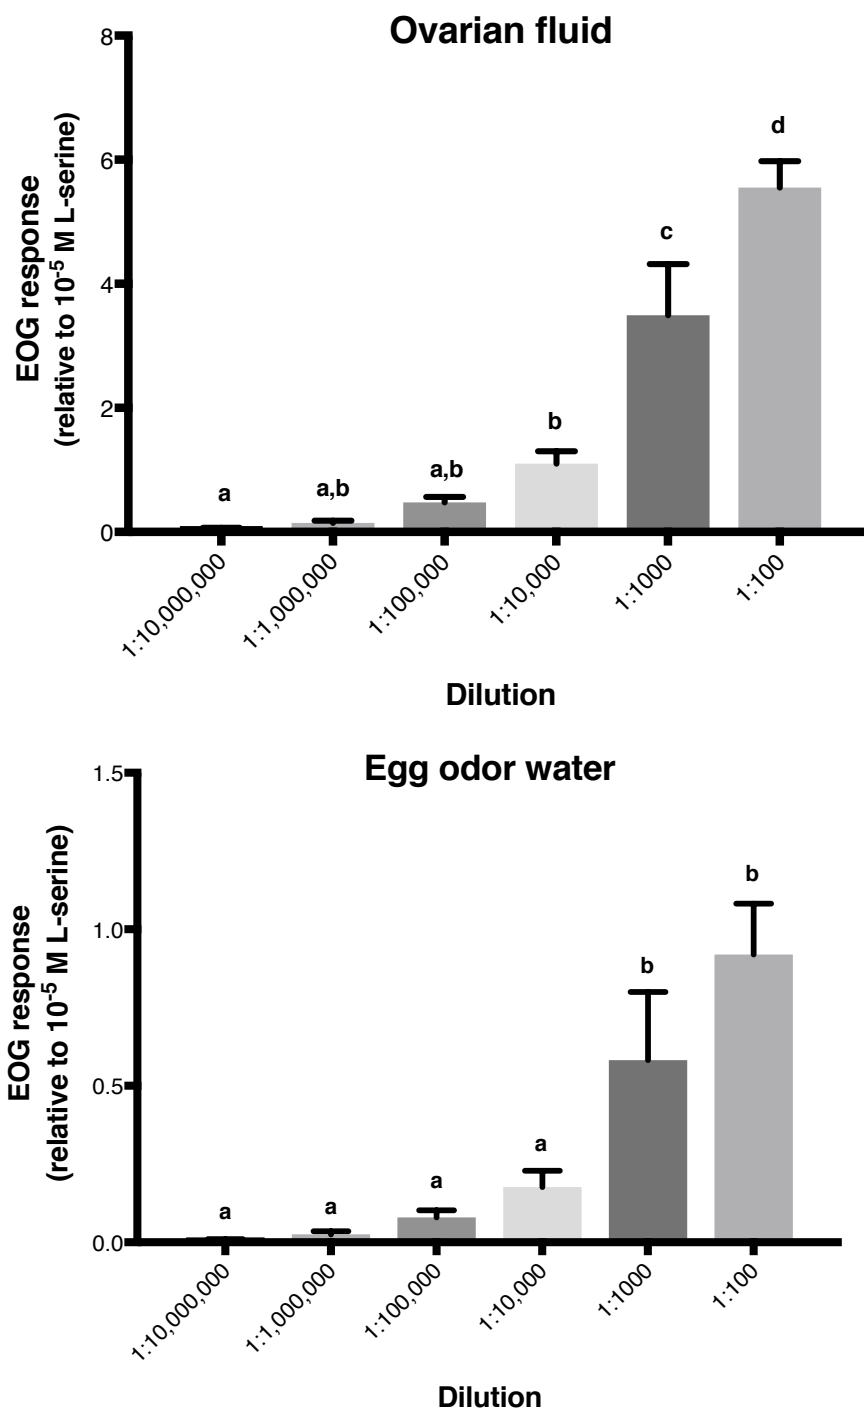 Ovarian fluid
8
6
4
2
0
EOG response
(relative to 10⁻⁵ M L-serine)
a
a,b
a,b
b
c
d
1:10,000,000
1:1,000,000
1:100,000
1:10,000
1:1000
1:100
Dilution
Egg odor water
1.5
1.0
0.5
0.0
EOG response
(relative to 10⁻⁵ M L-serine)
a
a
a
a
b
b
1:10,000,000
1:1,000,000
1:100,000
1:10,000
1:1000
1:100
Dilution